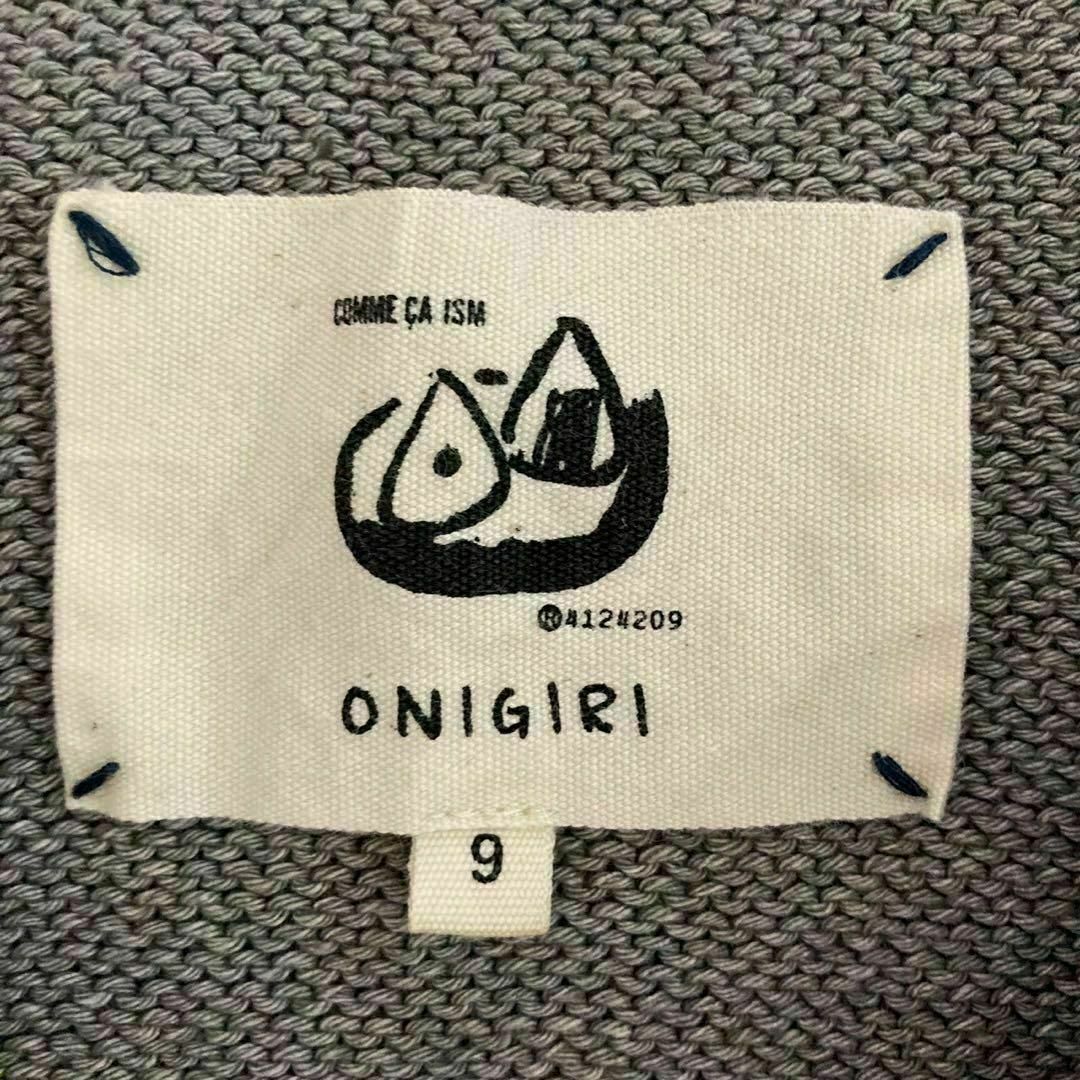 COMME ÇA ISM
®4124209
ONIGIRI
9